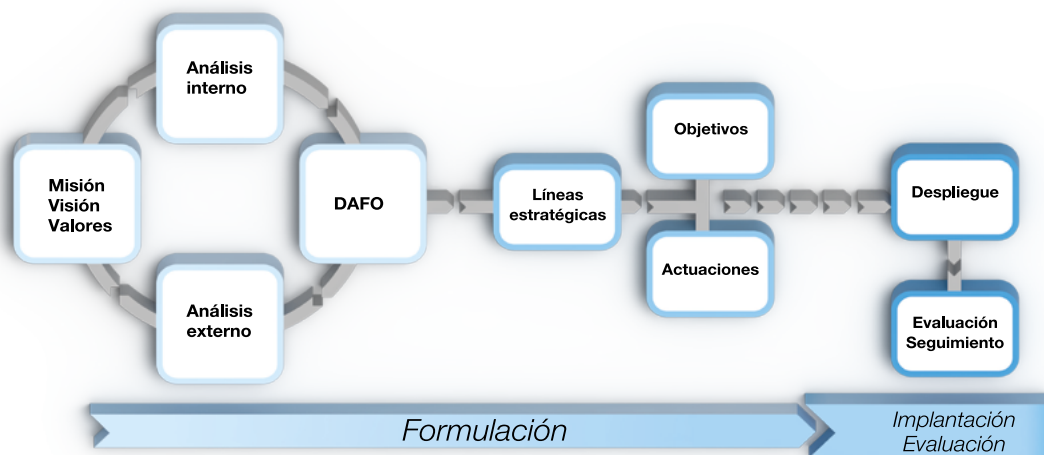 Análisis
interno
Misión
Visión
Valores
DAFO
Análisis
externo
Líneas
estratégicas
Objetivos
Actuaciones
Despliegue
Evaluación
Seguimiento
Formulación
Implantación
Evaluación